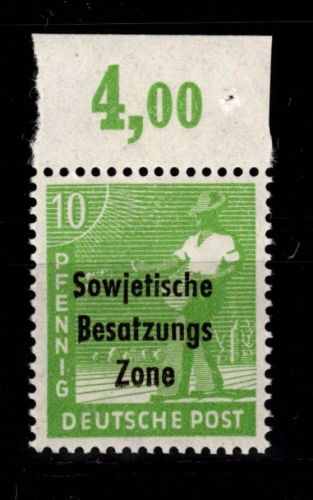 4,00
10
PFENNIG
Sowjetische
Besatzungs
Zone
DEUTSCHE POST